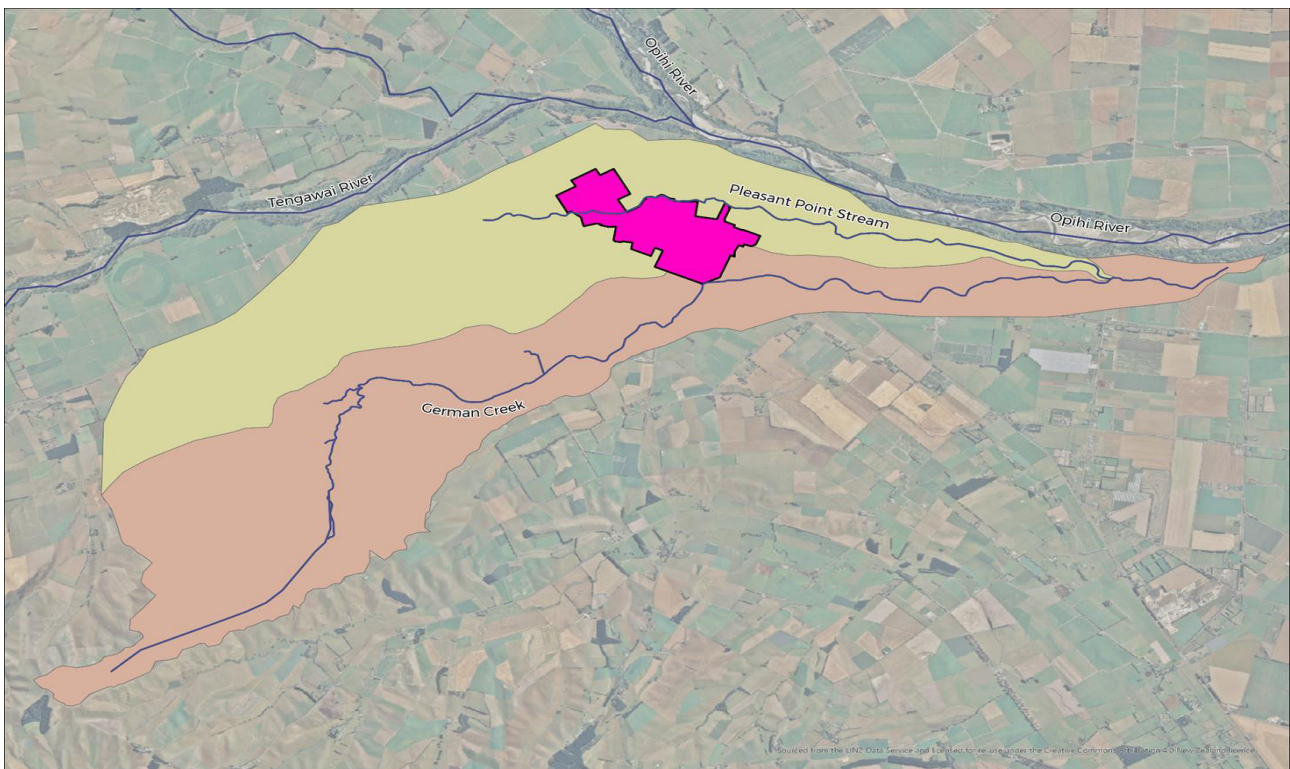 Opihi River
Tengawai River
Pleasant Point Stream
Opihi River
German Creek
Sourced from the LINZ Data Service and licensed for re-use under the Creative Commons Attribution 4.0 New Zealand licence